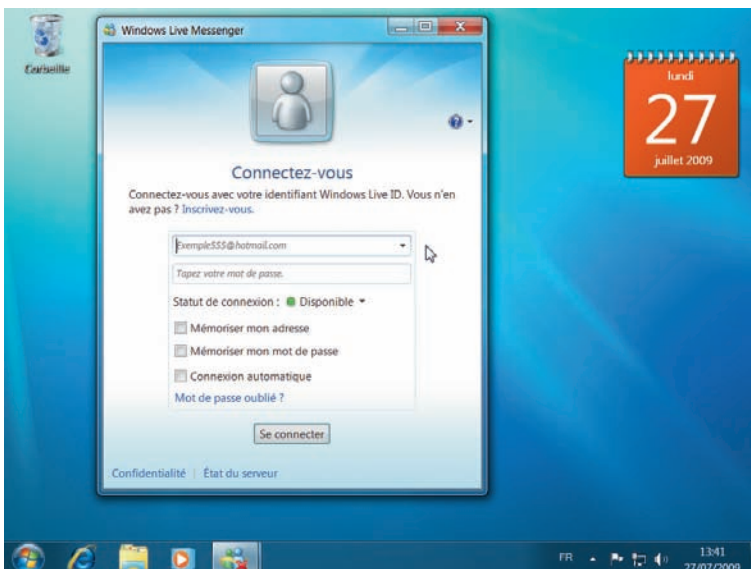 Corbeille
Windows Live Messenger
Connectez-vous
Connectez-vous avec votre identifiant Windows Live ID. Vous n'en
avez pas ? Inscrivez-vous.
Exemple555@hotmail.com
Tapez votre mot de passe.
Statut de connexion : Disponible
Mémoriser mon adresse
Mémoriser mon mot de passe
Connexion automatique
Mot de passe oublié ?
Se connecter
Confidentialité | État du serveur
lundi
27
juillet 2009
FR
13:41
27/07/2009